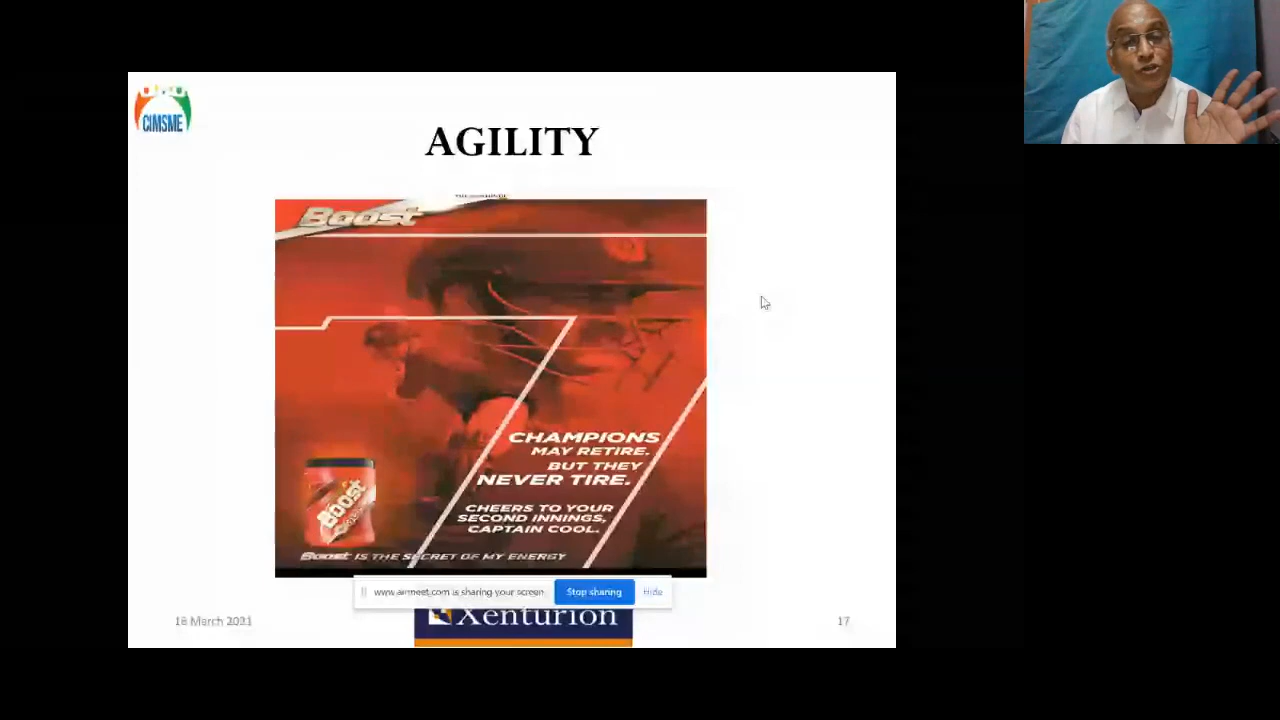 CIMSME
AGILITY
Boost
CHAMPIONS
MAY RETIRE.
BUT THEY
NEVER TIRE.
CHEERS TO YOUR
SECOND INNINGS,
CAPTAIN COOL.
Boost
Boost IS THE SECRET OF MY ENERGY
www.airmeet.com is sharing your screen.
Stop sharing
Hide
Xenturion
18 March 2021
17